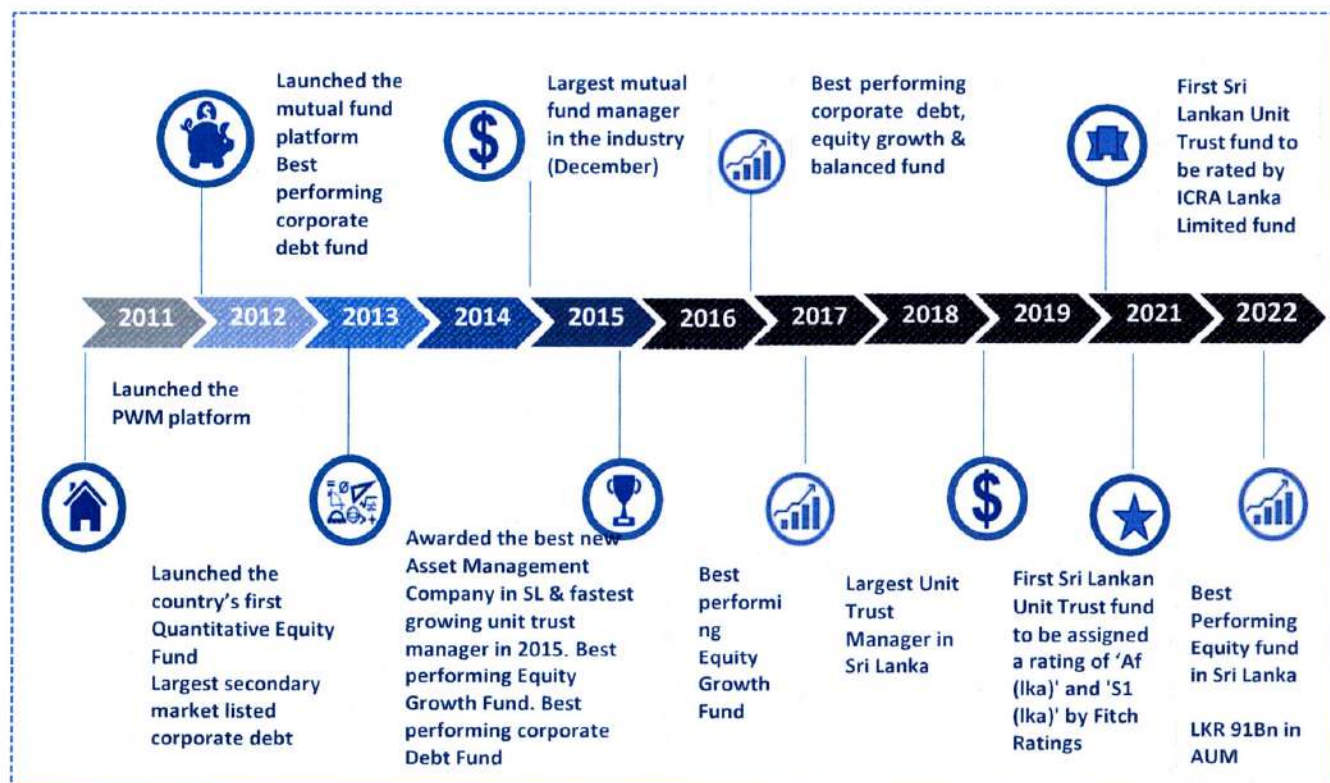 Launched the
mutual fund
platform
Best
performing
corporate
debt fund
Largest mutual
fund manager
in the industry
(December)
Best performing
corporate debt,
equity growth &
balanced fund
First Sri
Lankan Unit
Trust fund to
be rated by
ICRA Lanka
Limited fund
2011 2012 2013 2014 2015 2016 2017 2018 2019 2021 2022
Launched the
PWM platform
Launched the
country's first
Quantitative Equity
Fund
Largest secondary
market listed
corporate debt
Awarded the best new
Asset Management
Company in SL & fastest
growing unit trust
manager in 2015. Best
performing Equity
Growth Fund. Best
performing corporate
Debt Fund
Best
performi
ng
Equity
Growth
Fund
Largest Unit
Trust
Manager in
Sri Lanka
First Sri Lankan
Unit Trust fund
to be assigned
a rating of 'Af
(lka)' and 'S1
(lka)' by Fitch
Ratings
Best
Performing
Equity fund
in Sri Lanka
LKR 91Bn in
AUM